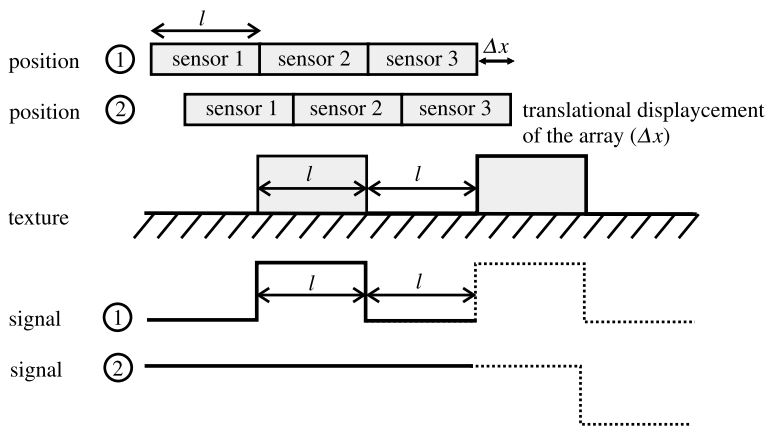 l
position 1 sensor 1 sensor 2 sensor 3 Δx
position 2 sensor 1 sensor 2 sensor 3 translational displaycement
of the array (Δx)
l l
texture
l l
signal 1
signal 2